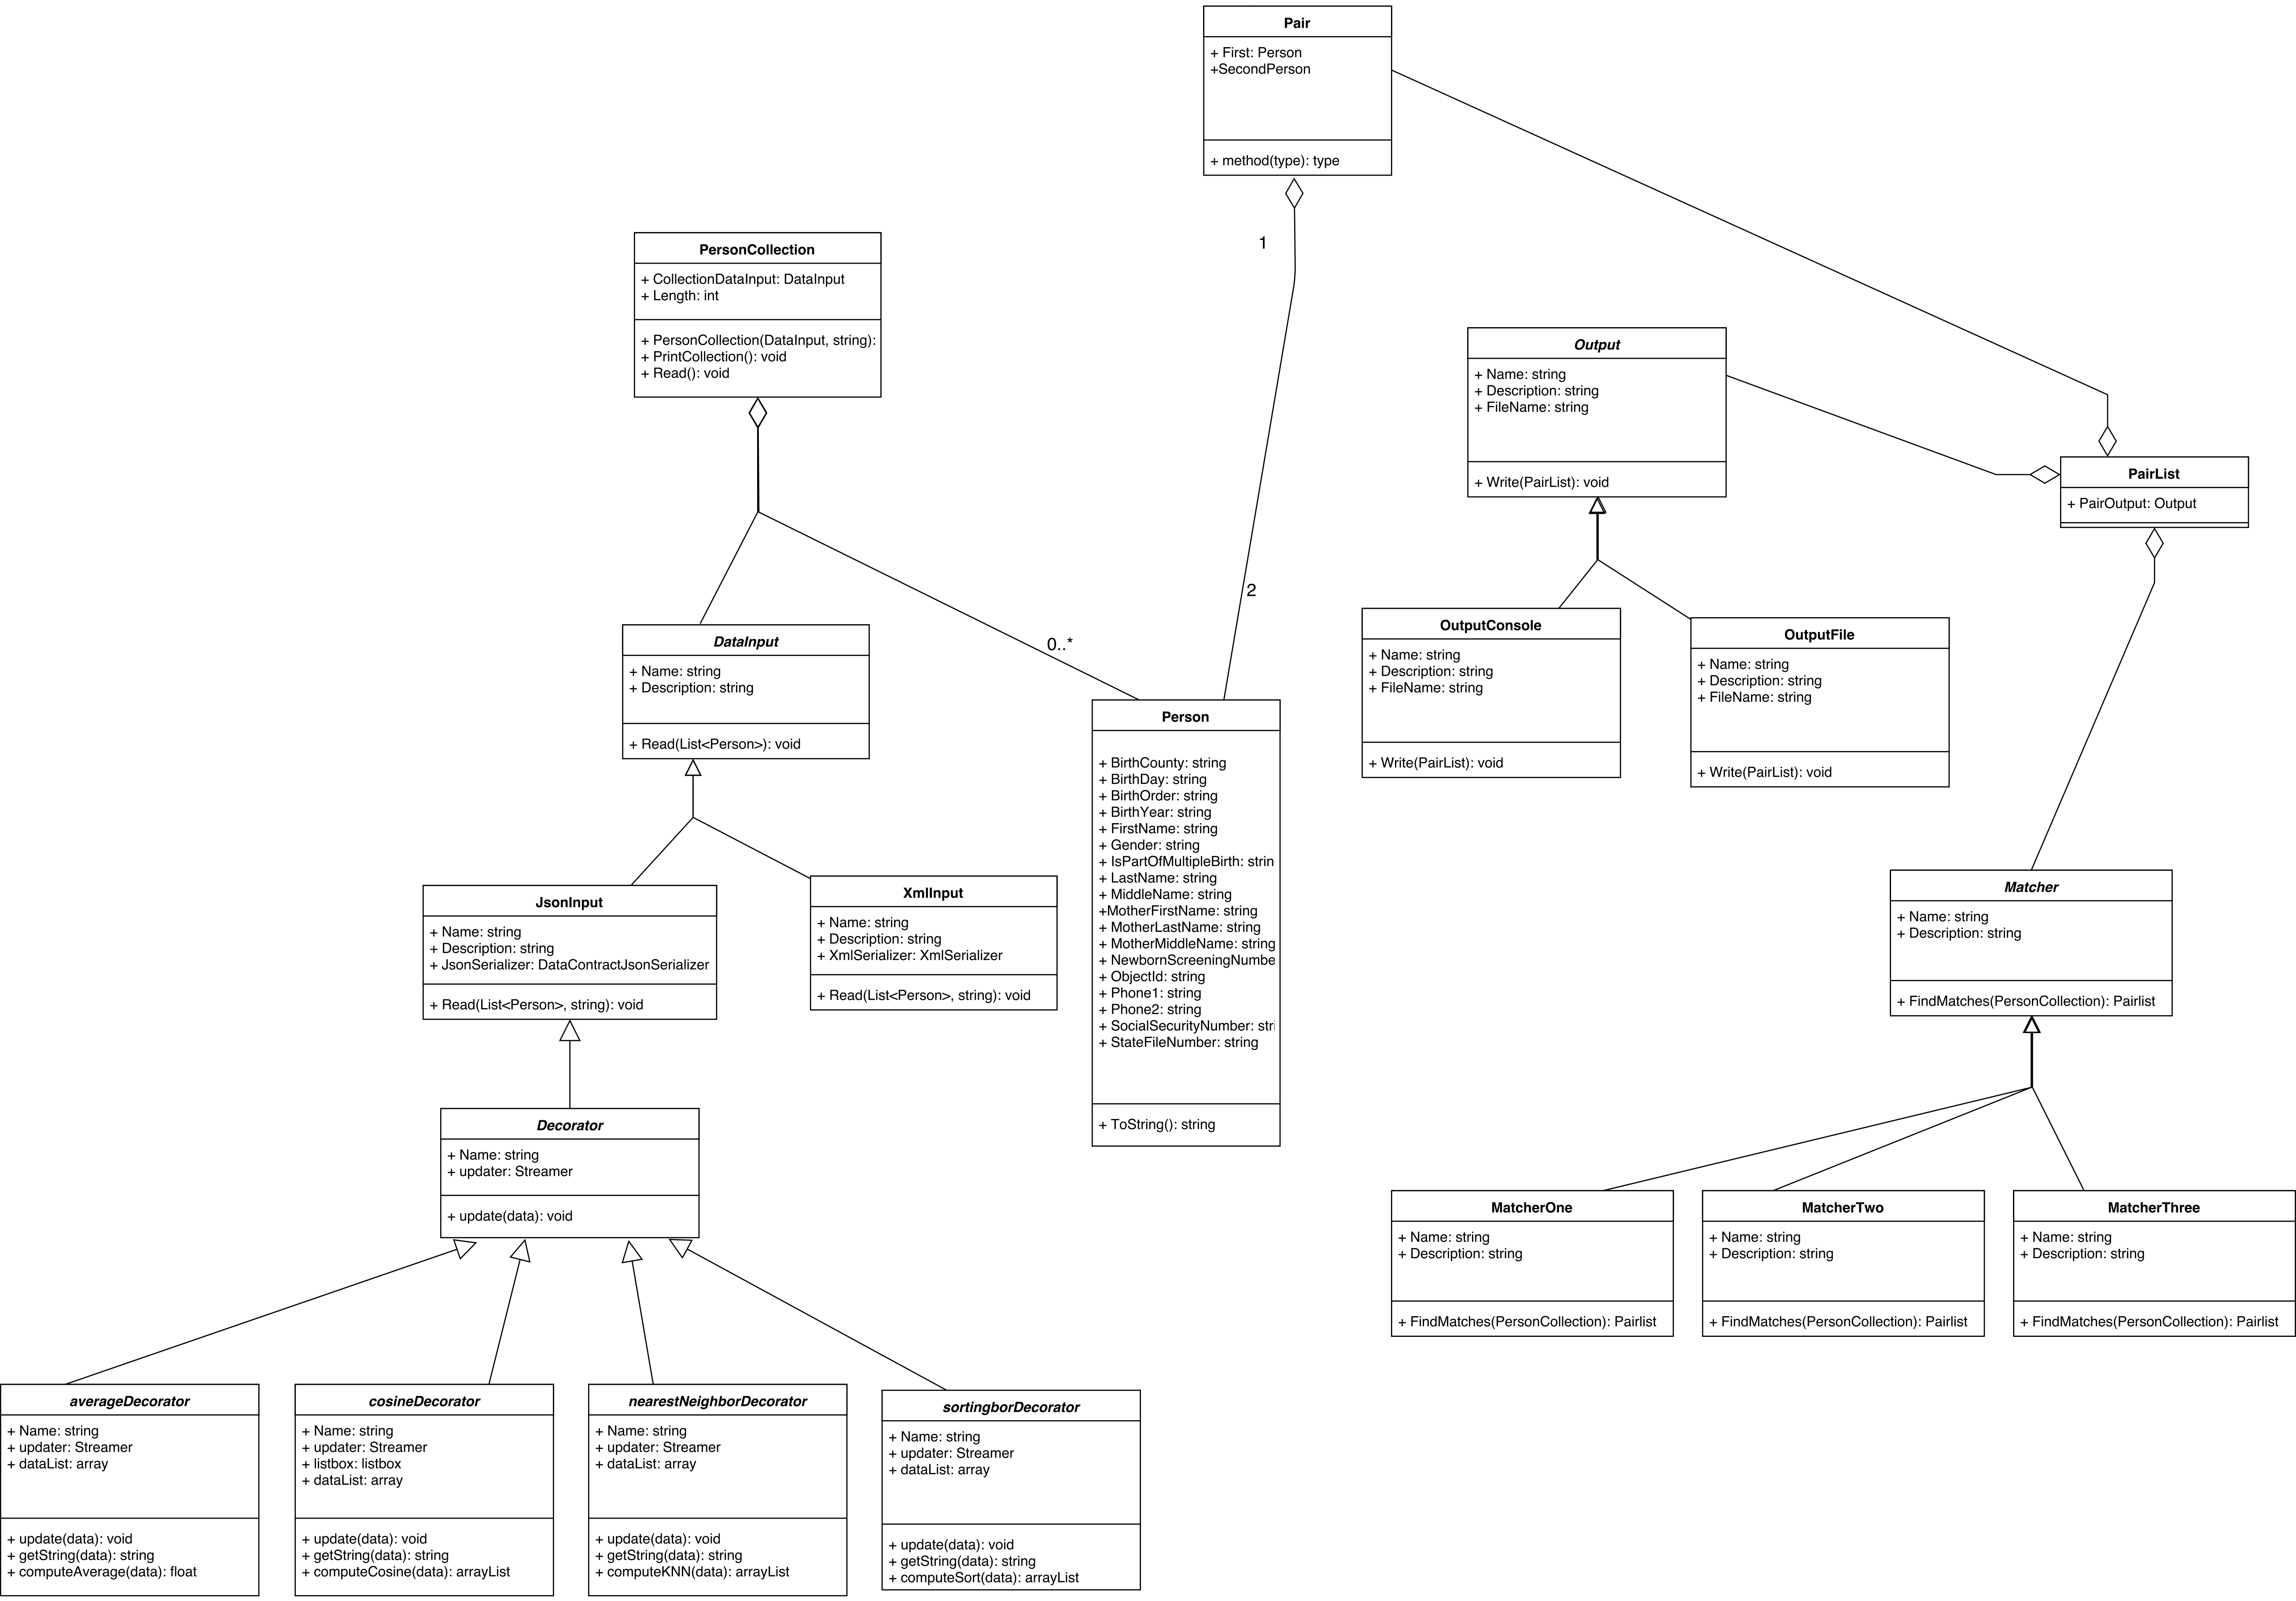 Pair
+ First: Person
+SecondPerson
+ method(type): type
1
2
PersonCollection
+ CollectionDataInput: DataInput
+ Length: int
+ PersonCollection(DataInput, string):
+ PrintCollection(): void
+ Read(): void
0..*
Output
+ Name: string
+ Description: string
+ FileName: string
+ Write(PairList): void
PairList
+ PairOutput: Output
OutputConsole
+ Name: string
+ Description: string
+ FileName: string
+ Write(PairList): void
OutputFile
+ Name: string
+ Description: string
+ FileName: string
+ Write(PairList): void
DataInput
+ Name: string
+ Description: string
+ Read(List<Person>): void
Person
+ BirthCounty: string
+ BirthDay: string
+ BirthOrder: string
+ BirthYear: string
+ FirstName: string
+ Gender: string
+ IsPartOfMultipleBirth: strin
+ LastName: string
+ MiddleName: string
+MotherFirstName: string
+ MotherLastName: string
+ MotherMiddleName: string
+ NewbornScreeningNumbe
+ ObjectId: string
+ Phone1: string
+ Phone2: string
+ SocialSecurityNumber: stri
+ StateFileNumber: string
+ ToString(): string
JsonInput
+ Name: string
+ Description: string
+ JsonSerializer: DataContractJsonSerializer
+ Read(List<Person>, string): void
XmlInput
+ Name: string
+ Description: string
+ XmlSerializer: XmlSerializer
+ Read(List<Person>, string): void
Matcher
+ Name: string
+ Description: string
+ FindMatches(PersonCollection): Pairlist
Decorator
+ Name: string
+ updater: Streamer
+ update(data): void
MatcherOne
+ Name: string
+ Description: string
+ FindMatches(PersonCollection): Pairlist
MatcherTwo
+ Name: string
+ Description: string
+ FindMatches(PersonCollection): Pairlist
MatcherThree
+ Name: string
+ Description: string
+ FindMatches(PersonCollection): Pairlist
averageDecorator
+ Name: string
+ updater: Streamer
+ dataList: array
+ update(data): void
+ getString(data): string
+ computeAverage(data): float
cosineDecorator
+ Name: string
+ updater: Streamer
+ listbox: listbox
+ dataList: array
+ update(data): void
+ getString(data): string
+ computeCosine(data): arrayList
nearestNeighborDecorator
+ Name: string
+ updater: Streamer
+ dataList: array
+ update(data): void
+ getString(data): string
+ computeKNN(data): arrayList
sortingborDecorator
+ Name: string
+ updater: Streamer
+ dataList: array
+ update(data): void
+ getString(data): string
+ computeSort(data): arrayList